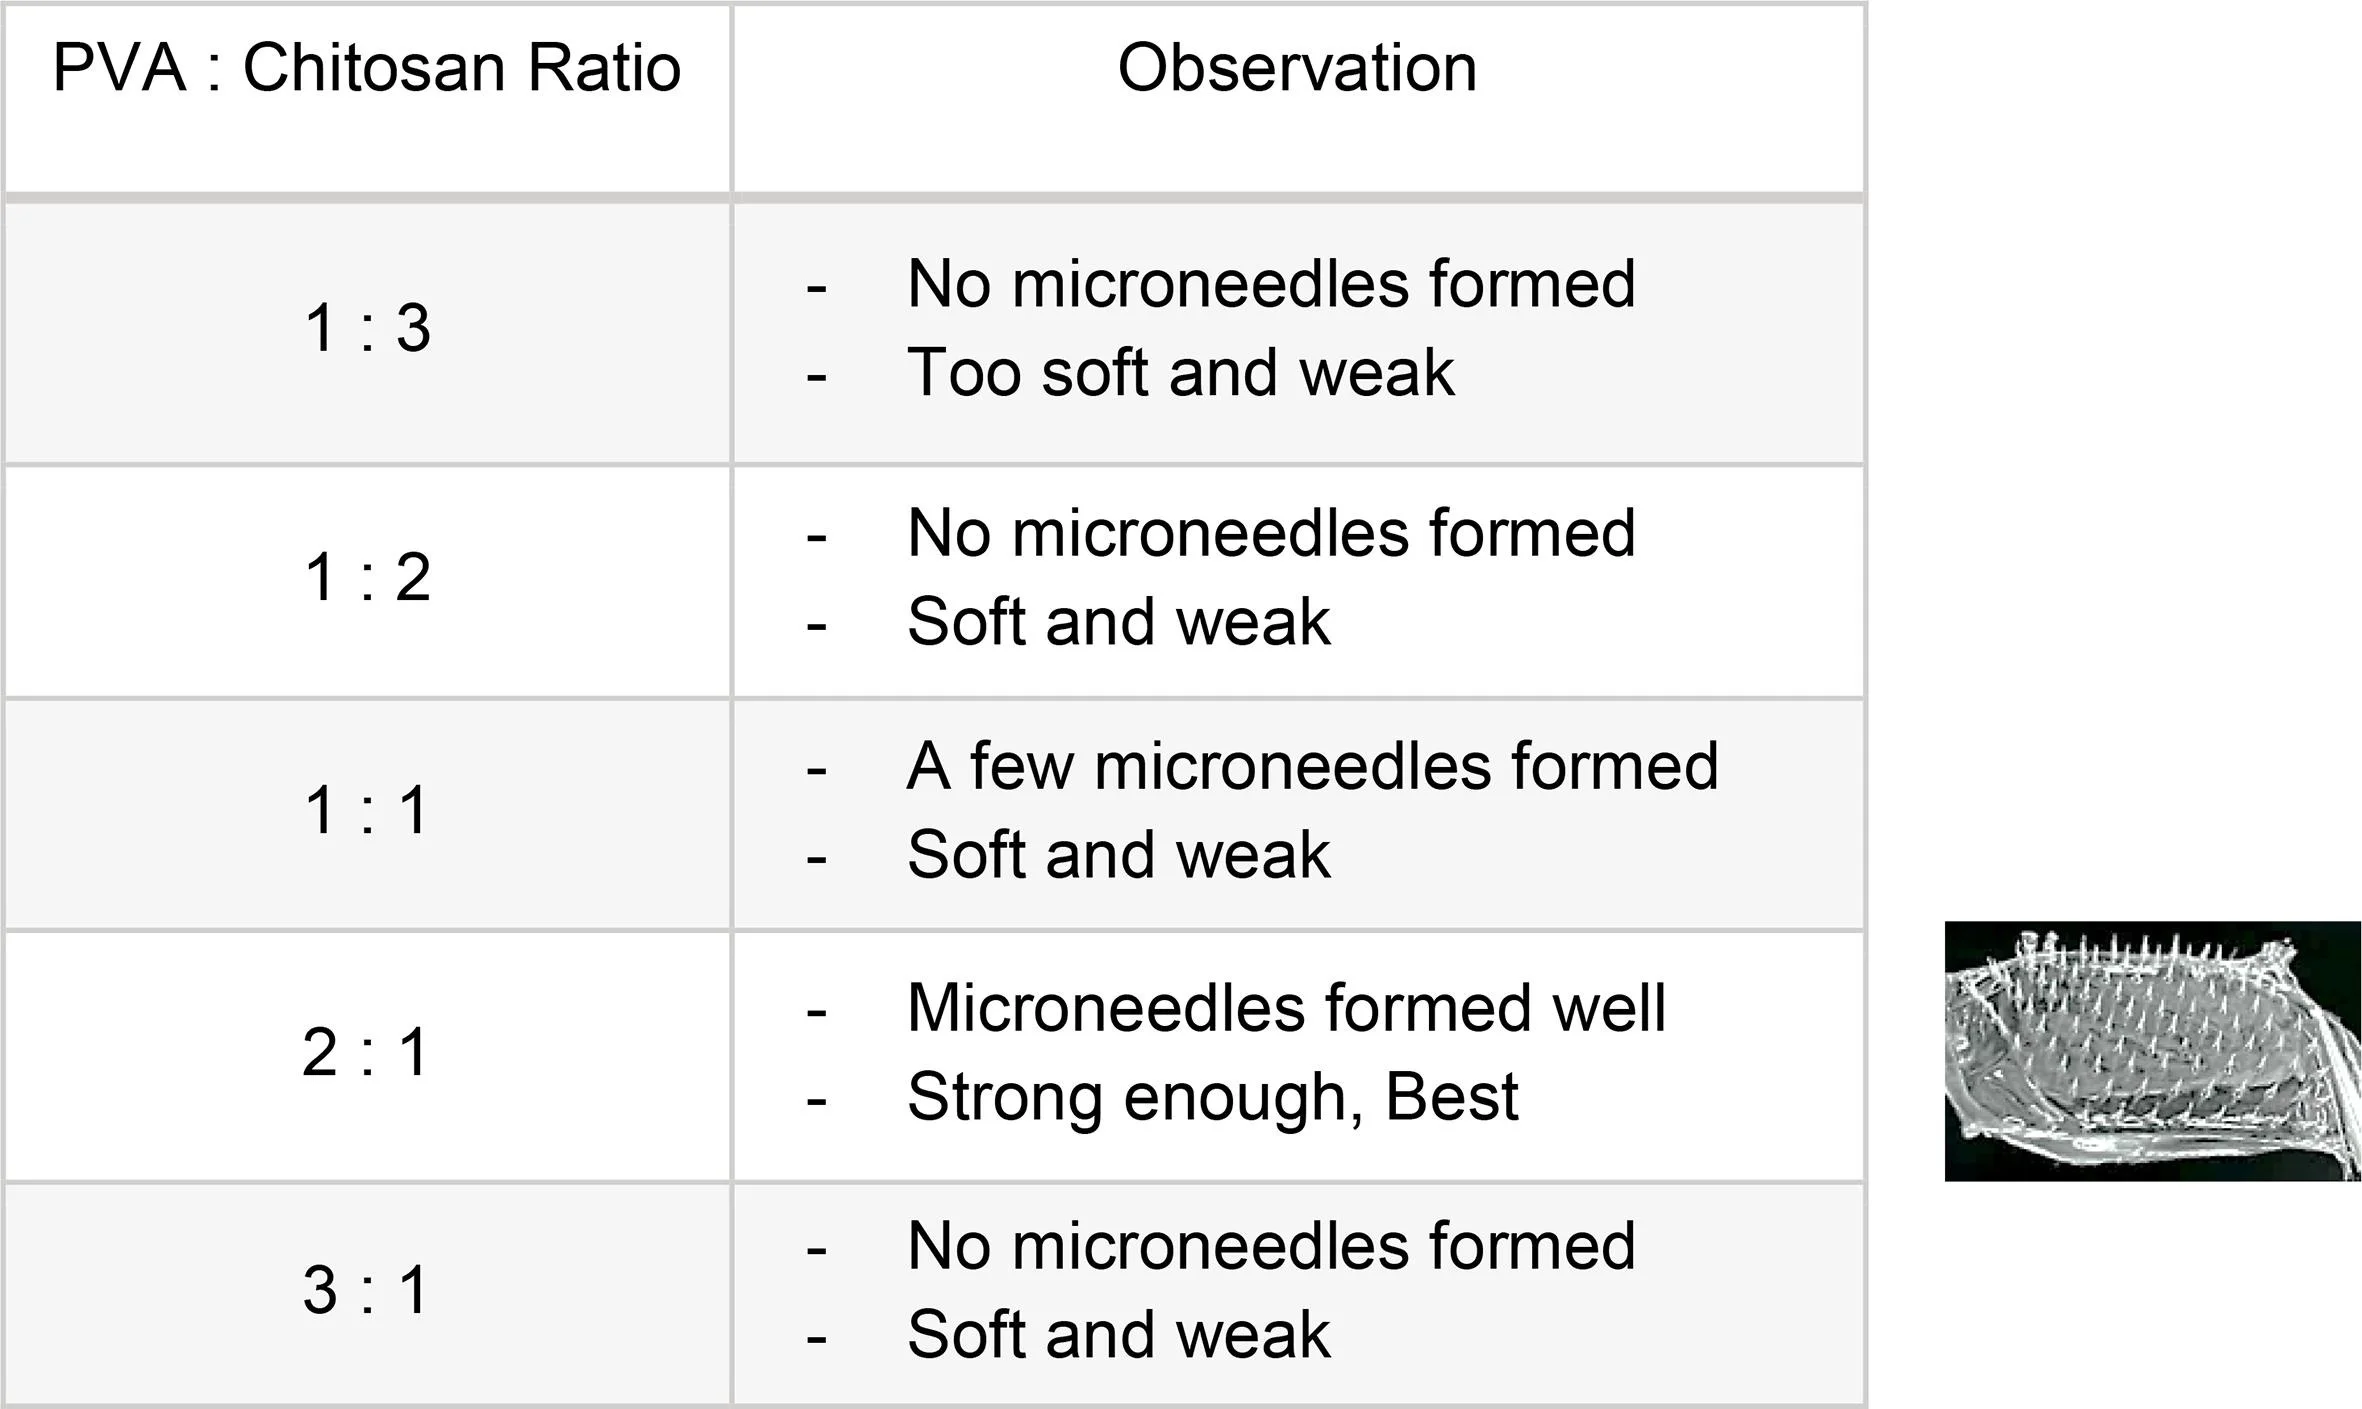 PVA : Chitosan Ratio
Observation
1 : 3
- No microneedles formed
- Too soft and weak
1 : 2
- No microneedles formed
- Soft and weak
1 : 1
- A few microneedles formed
- Soft and weak
2 : 1
- Microneedles formed well
- Strong enough, Best
3 : 1
- No microneedles formed
- Soft and weak